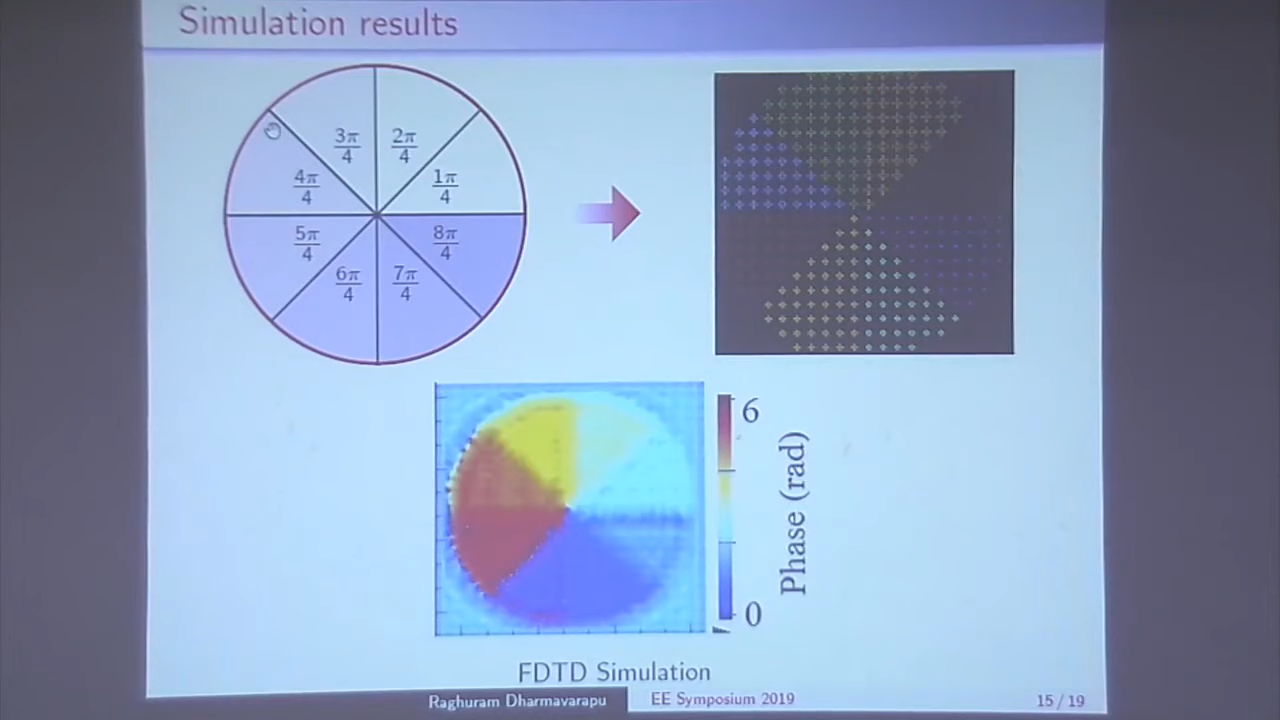 Simulation results
3π/4
2π/4
4π/4
1π/4
5π/4
8π/4
6π/4
7π/4
6
Phase (rad)
0
FDTD Simulation
Raghuram Dharmavarapu
EE Symposium 2019
15 / 19